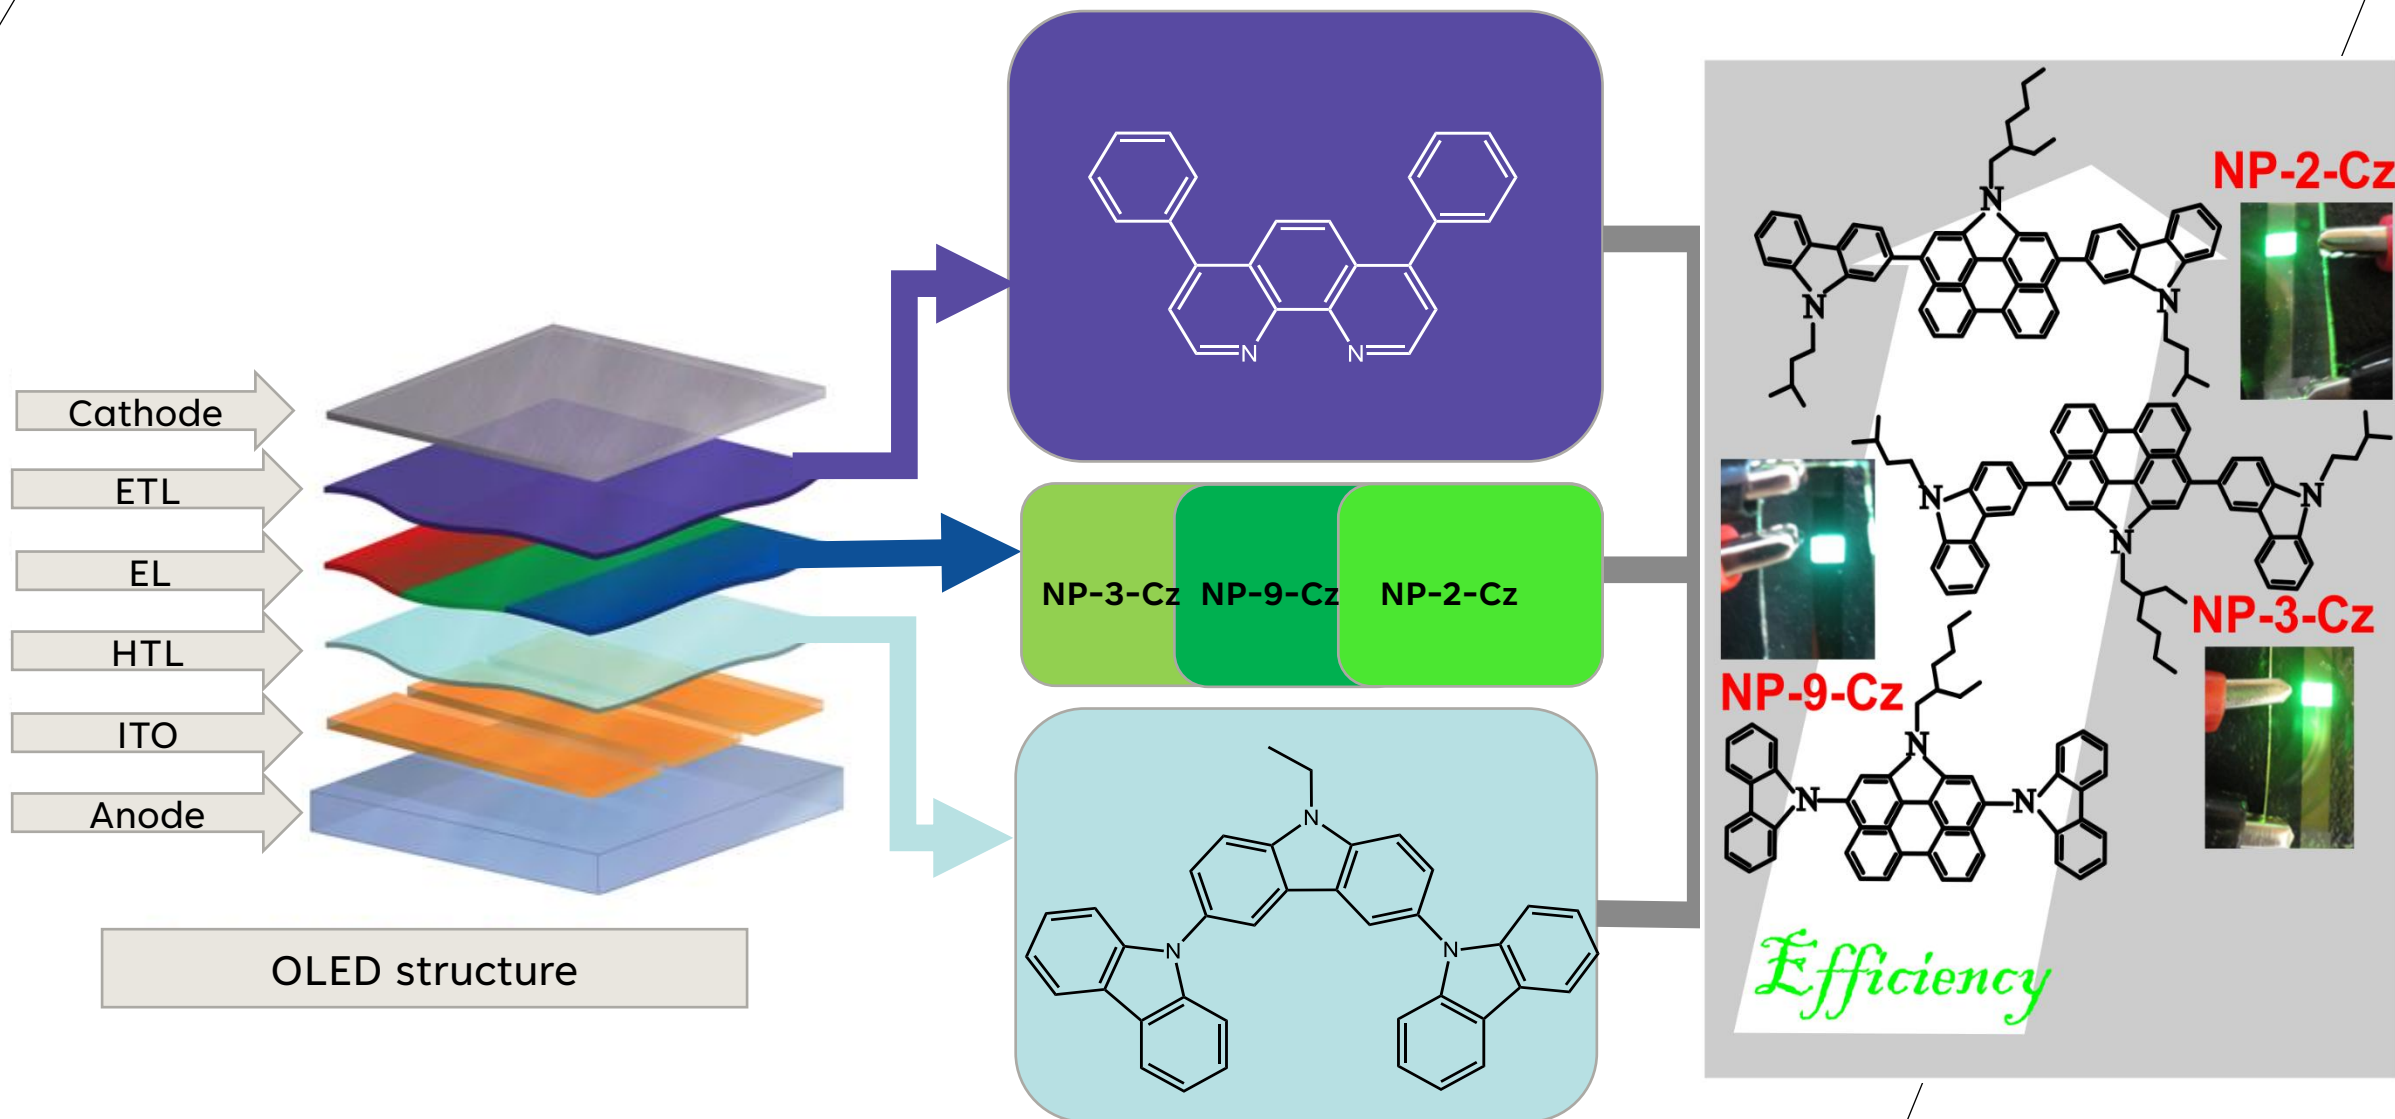 Cathode
ETL
EL
HTL
ITO
Anode
OLED structure
N
N
NP-3-Cz
NP-9-Cz
NP-2-Cz
N
N
N
N
NP-2-Cz
N
N
N
N
N
NP-3-Cz
NP-9-Cz
N
N
N
Efficiency